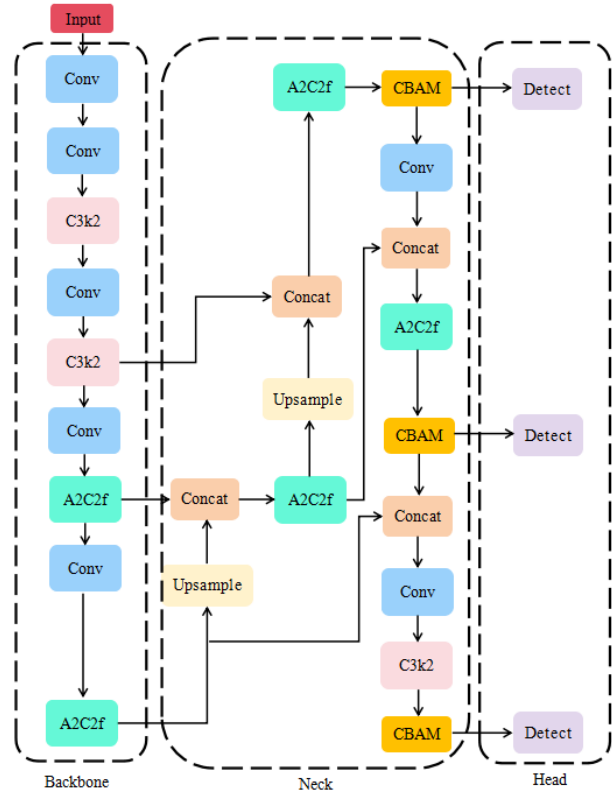 Input
Conv
Conv
C3k2
Conv
C3k2
Conv
A2C2f
Conv
A2C2f
Backbone
A2C2f
CBAM
Conv
Concat
Concat
A2C2f
Upsample
CBAM
Concat
A2C2f
Concat
Upsample
Conv
C3k2
CBAM
Neck
Detect
Detect
Detect
Head